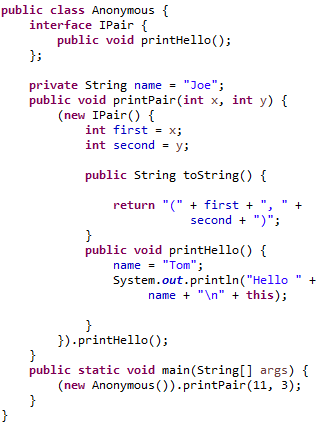 public class Anonymous {
    interface IPair {
        public void printHello();
    };

    private String name = "Joe";
    public void printPair(int x, int y) {
        (new IPair() {
            int first = x;
            int second = y;

            public String toString() {

                return "(" + first + ", " +
                           second + ")";
            }
            public void printHello() {
                name = "Tom";
                System.out.println("Hello " +
                     name + "\n" + this);

            }
        }).printHello();
    }
    public static void main(String[] args) {
        (new Anonymous()).printPair(11, 3);
    }
}